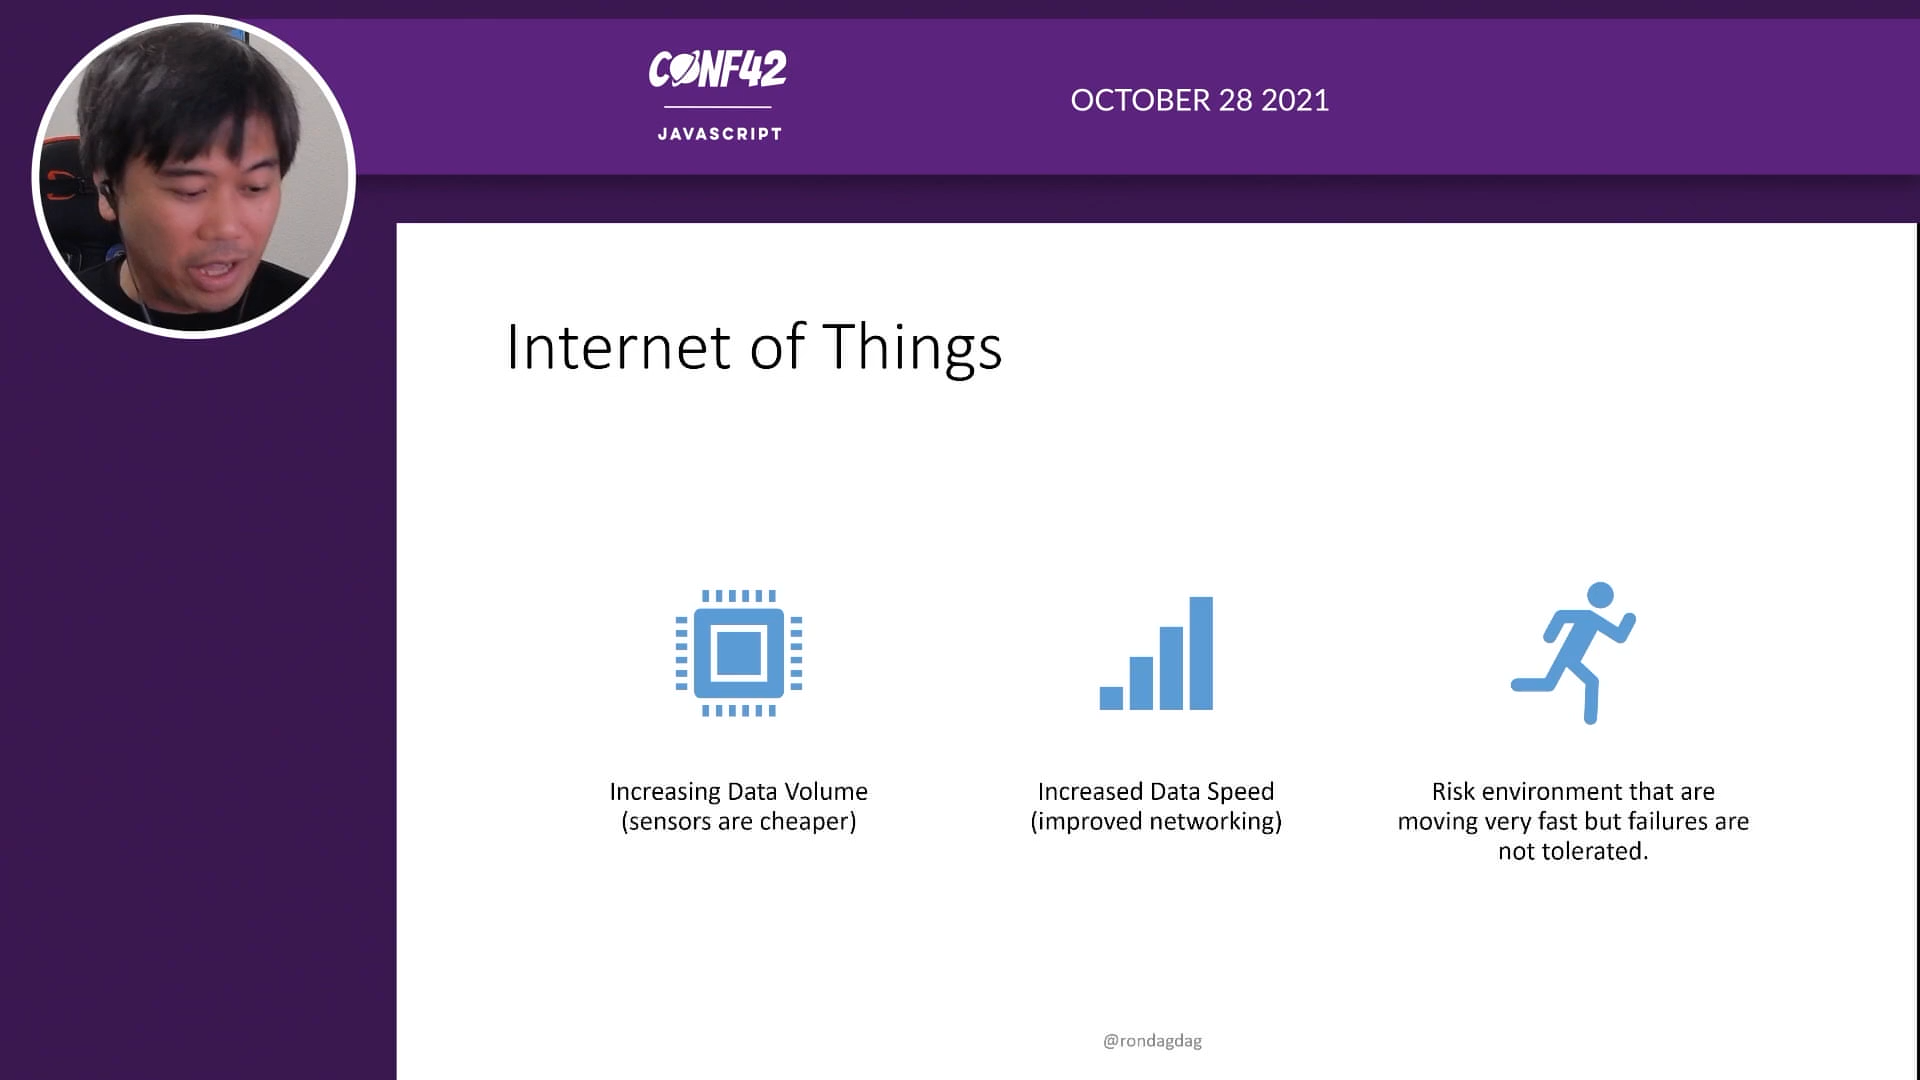 CONF42
JAVASCRIPT
OCTOBER 28 2021
Internet of Things
Increasing Data Volume
(sensors are cheaper)
Increased Data Speed
(improved networking)
Risk environment that are
moving very fast but failures are
not tolerated.
@rondagdag